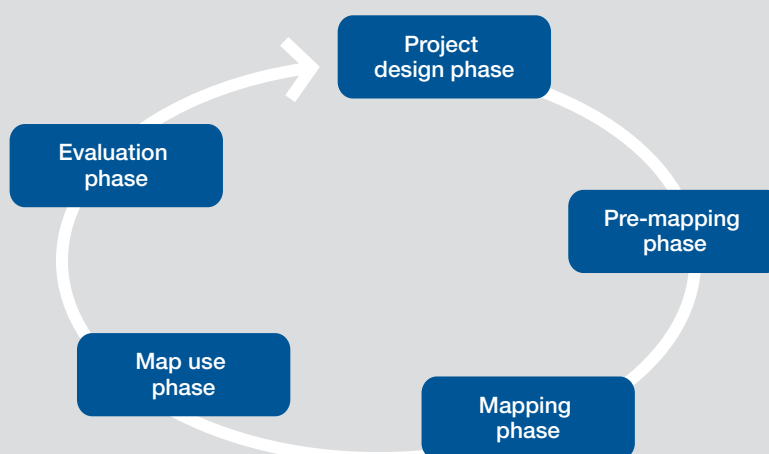 Project
design phase
Pre-mapping
phase
Mapping
phase
Map use
phase
Evaluation
phase